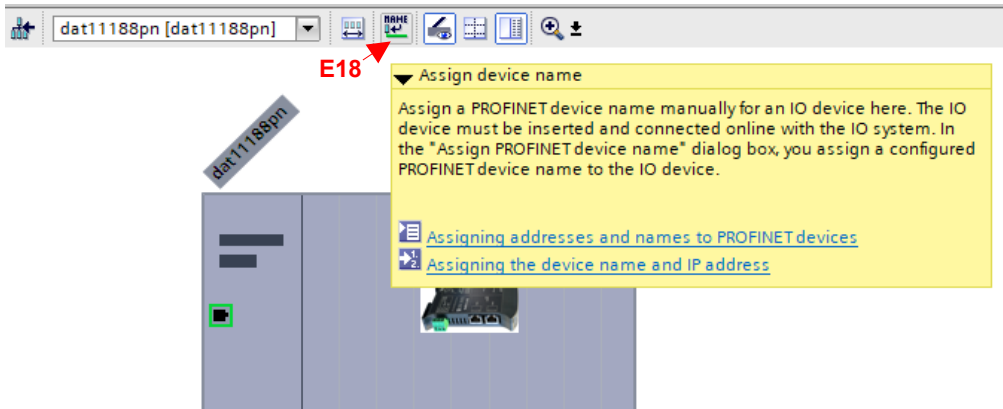 dat11188pn [dat11188pn]
NAME
E18
Assign device name
Assign a PROFINET device name manually for an IO device here. The IO
device must be inserted and connected online with the IO system. In
the "Assign PROFINET device name" dialog box, you assign a configured
PROFINET device name to the IO device.
dat11188pn
Assigning addresses and names to PROFINET devices
Assigning the device name and IP address